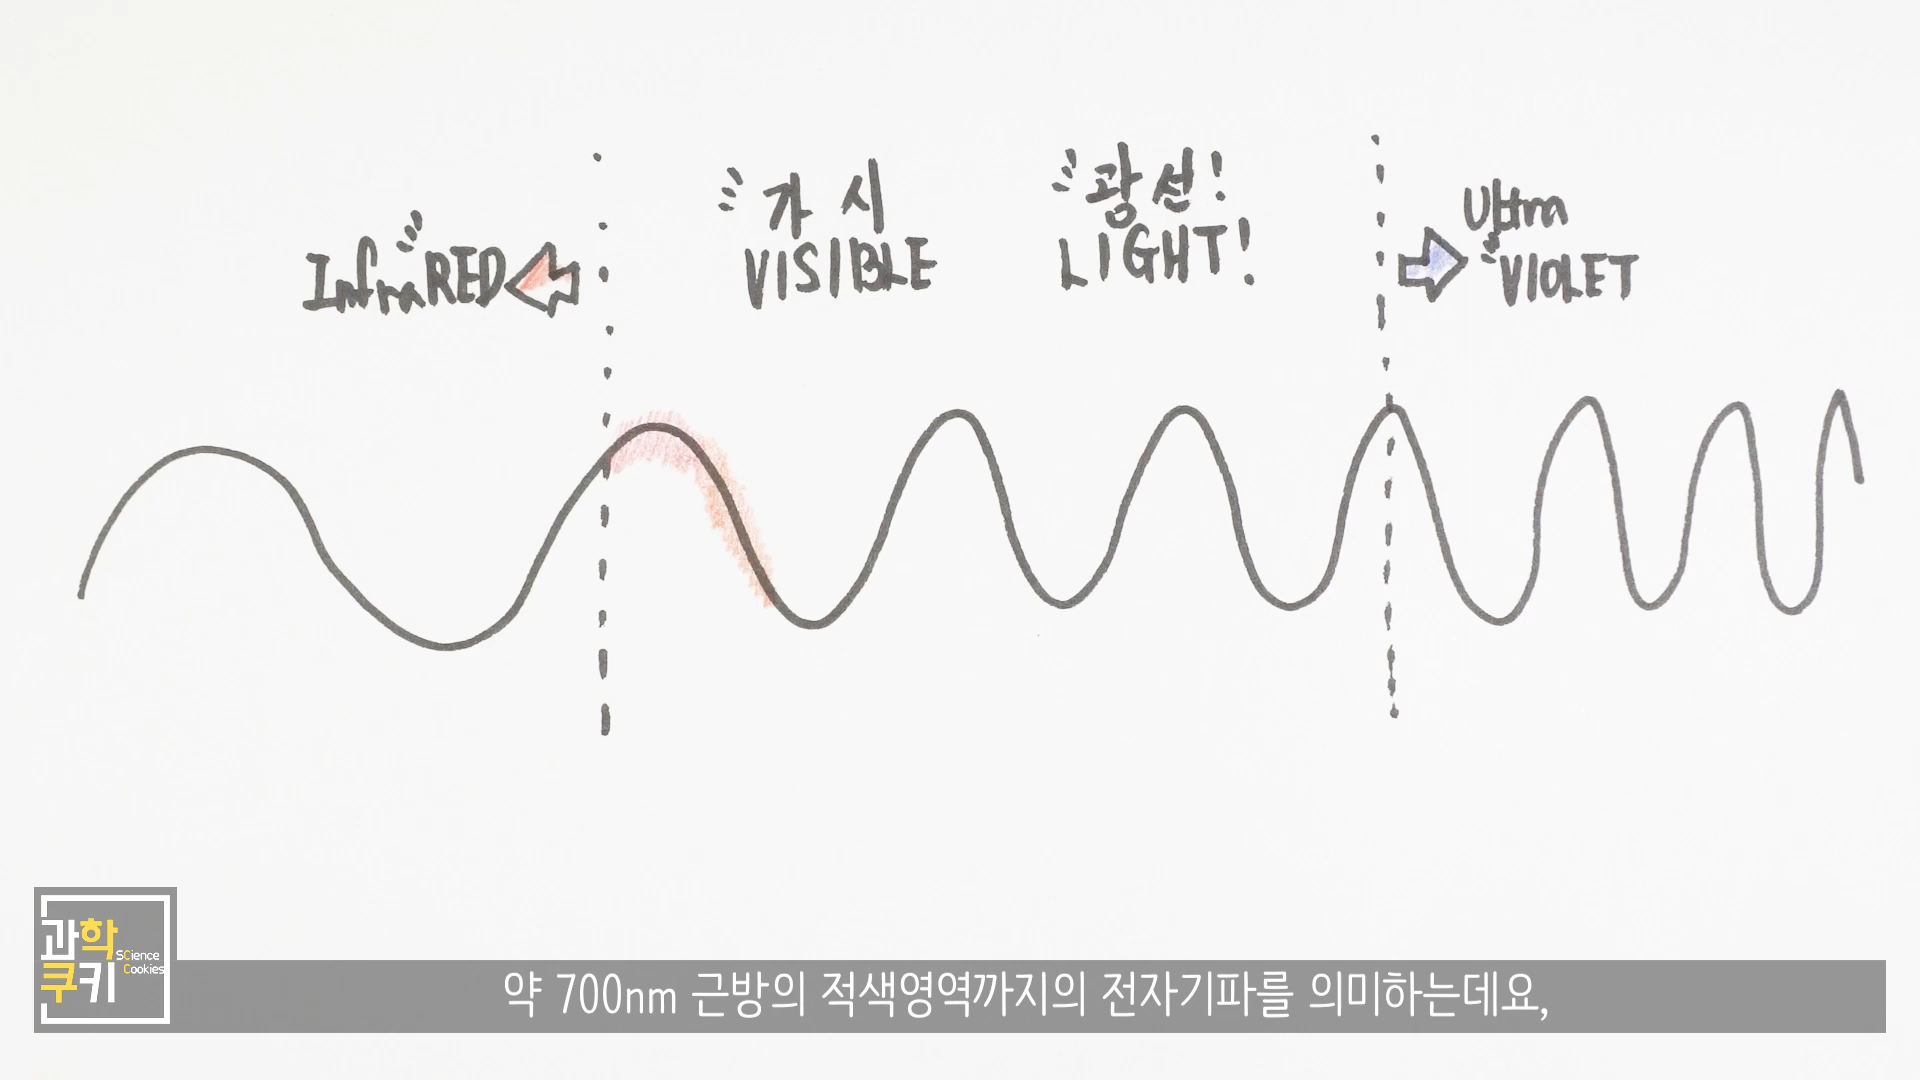 InfraRED
가시
VISIBLE
광선!
LIGHT!
Ultra
VIOLET
과학
쿠키
SCience
Cookies
약 700nm 근방의 적색영역까지의 전자기파를 의미하는데요,